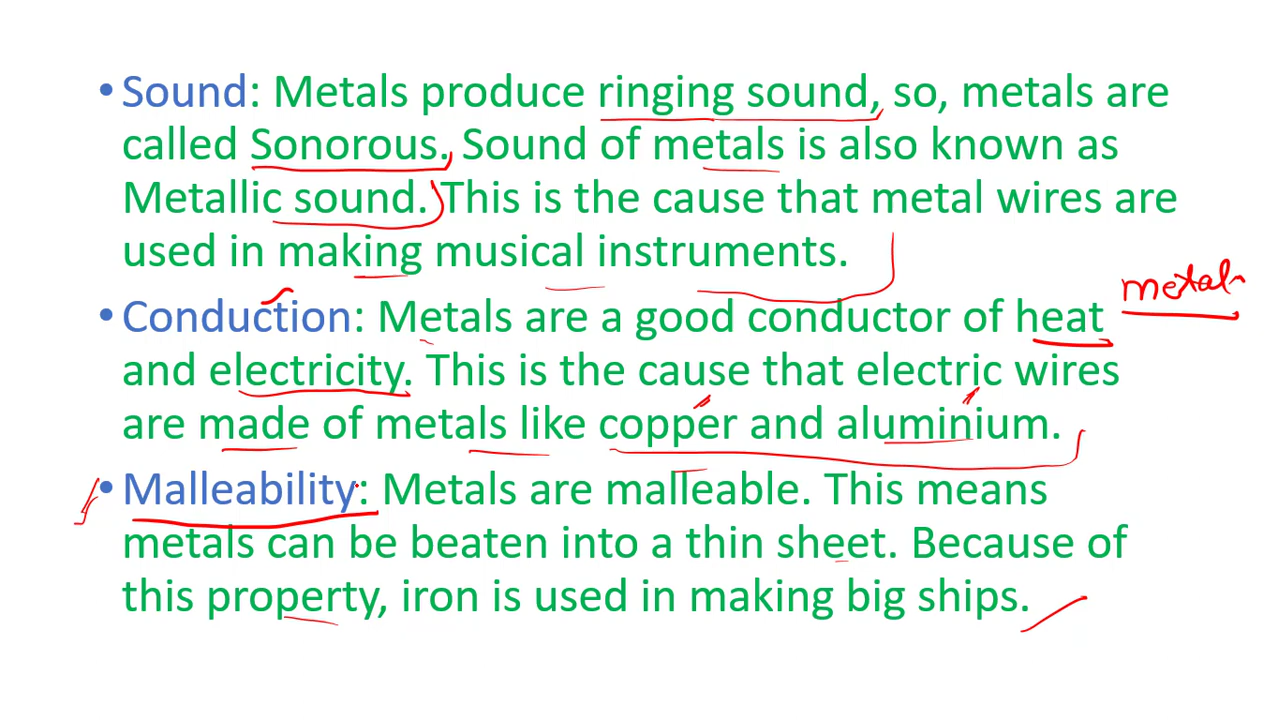 • Sound: Metals produce ringing sound, so, metals are
called Sonorous. Sound of metals is also known as
Metallic sound. This is the cause that metal wires are
used in making musical instruments.
metals
• Conduction: Metals are a good conductor of heat
and electricity. This is the cause that electric wires
are made of metals like copper and aluminium.
• Malleability: Metals are malleable. This means
metals can be beaten into a thin sheet. Because of
this property, iron is used in making big ships.